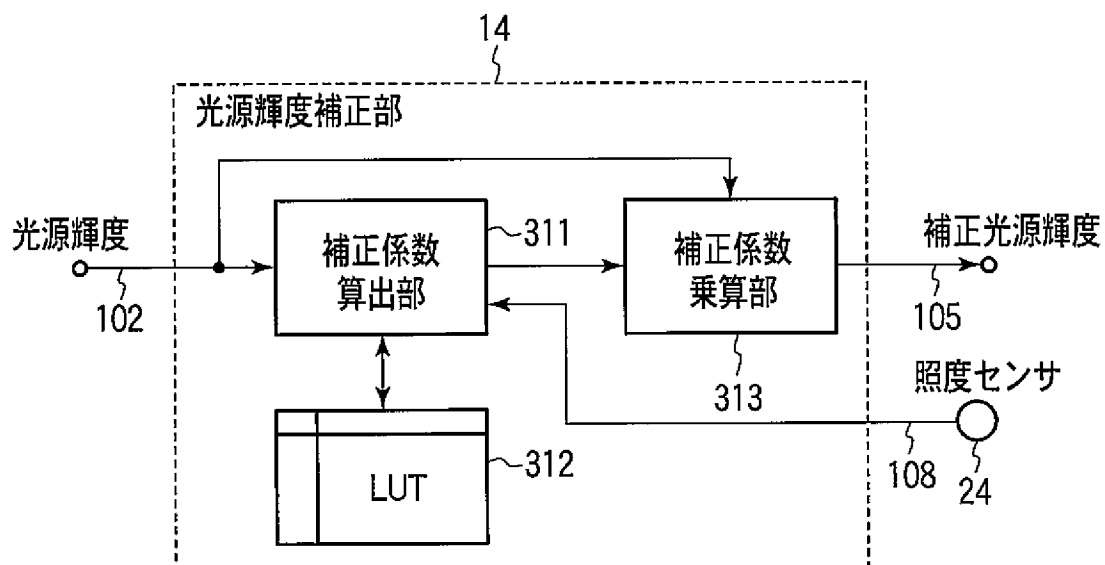 14
光源輝度補正部
光源輝度
102
補正係数
算出部
311
補正係数
乗算部
313
補正光源輝度
105
照度センサ
108
24
LUT
312